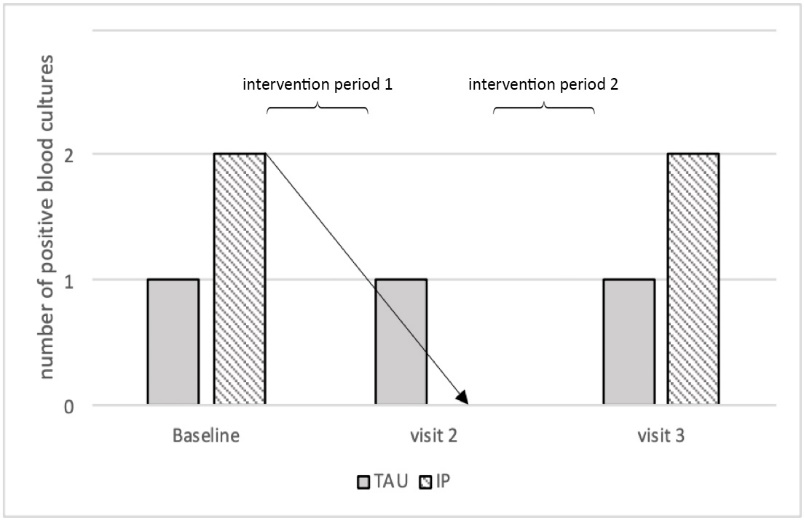 intervention period 1
intervention period 2
number of positive blood cultures
2
1
0
Baseline
visit 2
visit 3
TAU
IP